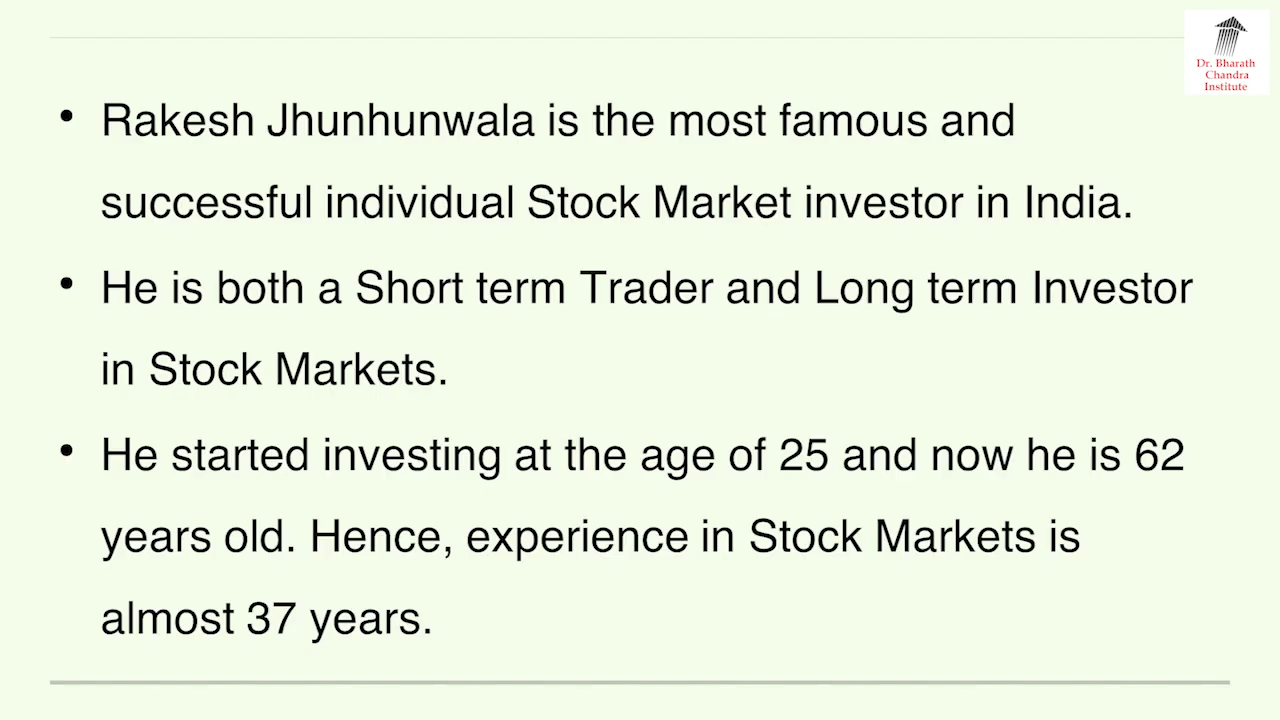 Dr. Bharath
Chandra
Institute
• Rakesh Jhunhunwala is the most famous and
successful individual Stock Market investor in India.
• He is both a Short term Trader and Long term Investor
in Stock Markets.
• He started investing at the age of 25 and now he is 62
years old. Hence, experience in Stock Markets is
almost 37 years.